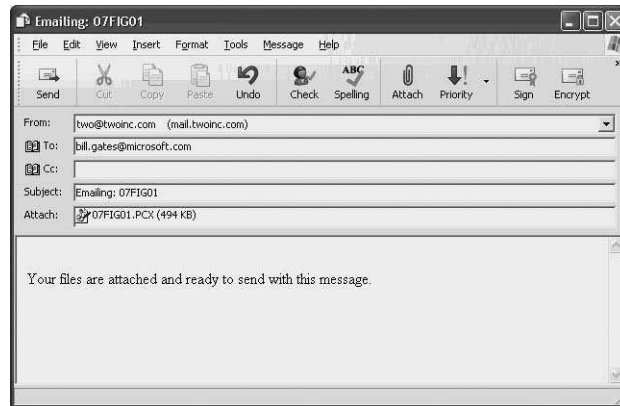 Emailing: 07FIG01
File Edit View Insert Format Tools Message Help
ABC
Send Cut Copy Paste Undo Check Spelling Attach Priority Sign Encrypt
From: two@twoinc.com (mail.twoinc.com)
To: bill.gates@microsoft.com
Cc:
Subject: Emailing: 07FIG01
Attach: 07FIG01.PCX (494 KB)
Your files are attached and ready to send with this message.